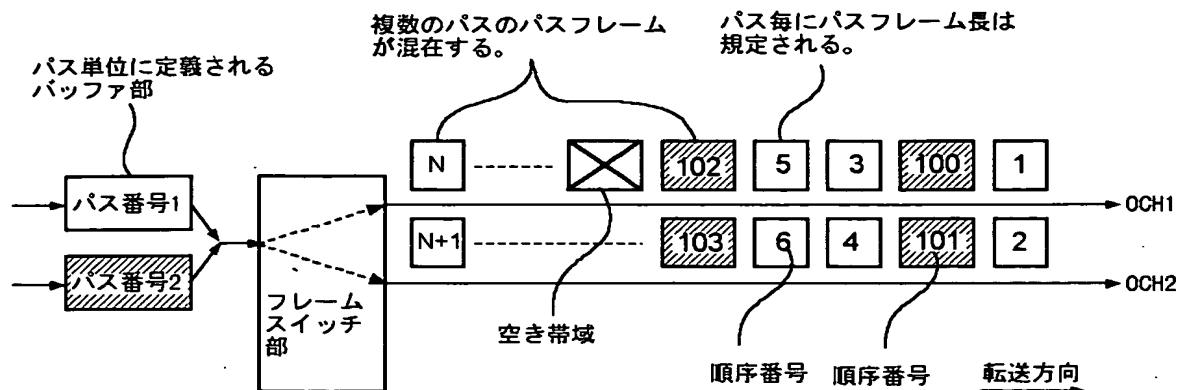 複数のパスのパスフレーム
が混在する。
パス毎にパスフレーム長は
規定される。
パス単位に定義される
バッファ部
N
102
5
3
100
1
パス番号1
OCH1
N+1
103
6
4
101
2
パス番号2
OCH2
フレーム
スイッチ
部
空き帯域
順序番号
順序番号
転送方向